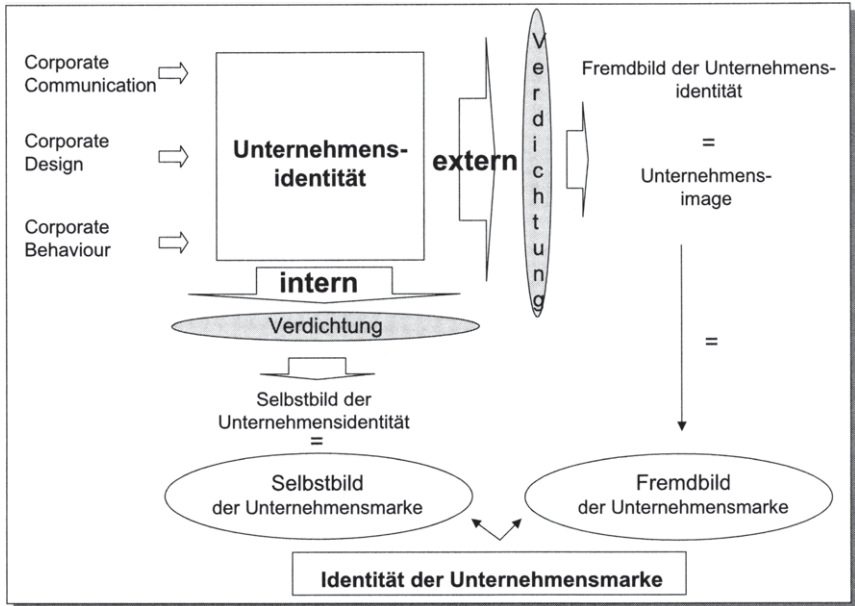 Corporate
Communication
Corporate
Design
Corporate
Behaviour
Unternehmens-
identität
extern
Verdichtung
Fremdbild der Unternehmens-
identität
=
Unternehmens-
image
=
intern
Verdichtung
Selbstbild der
Unternehmensidentität
=
Selbstbild
der Unternehmensmarke
Fremdbild
der Unternehmensmarke
Identität der Unternehmensmarke